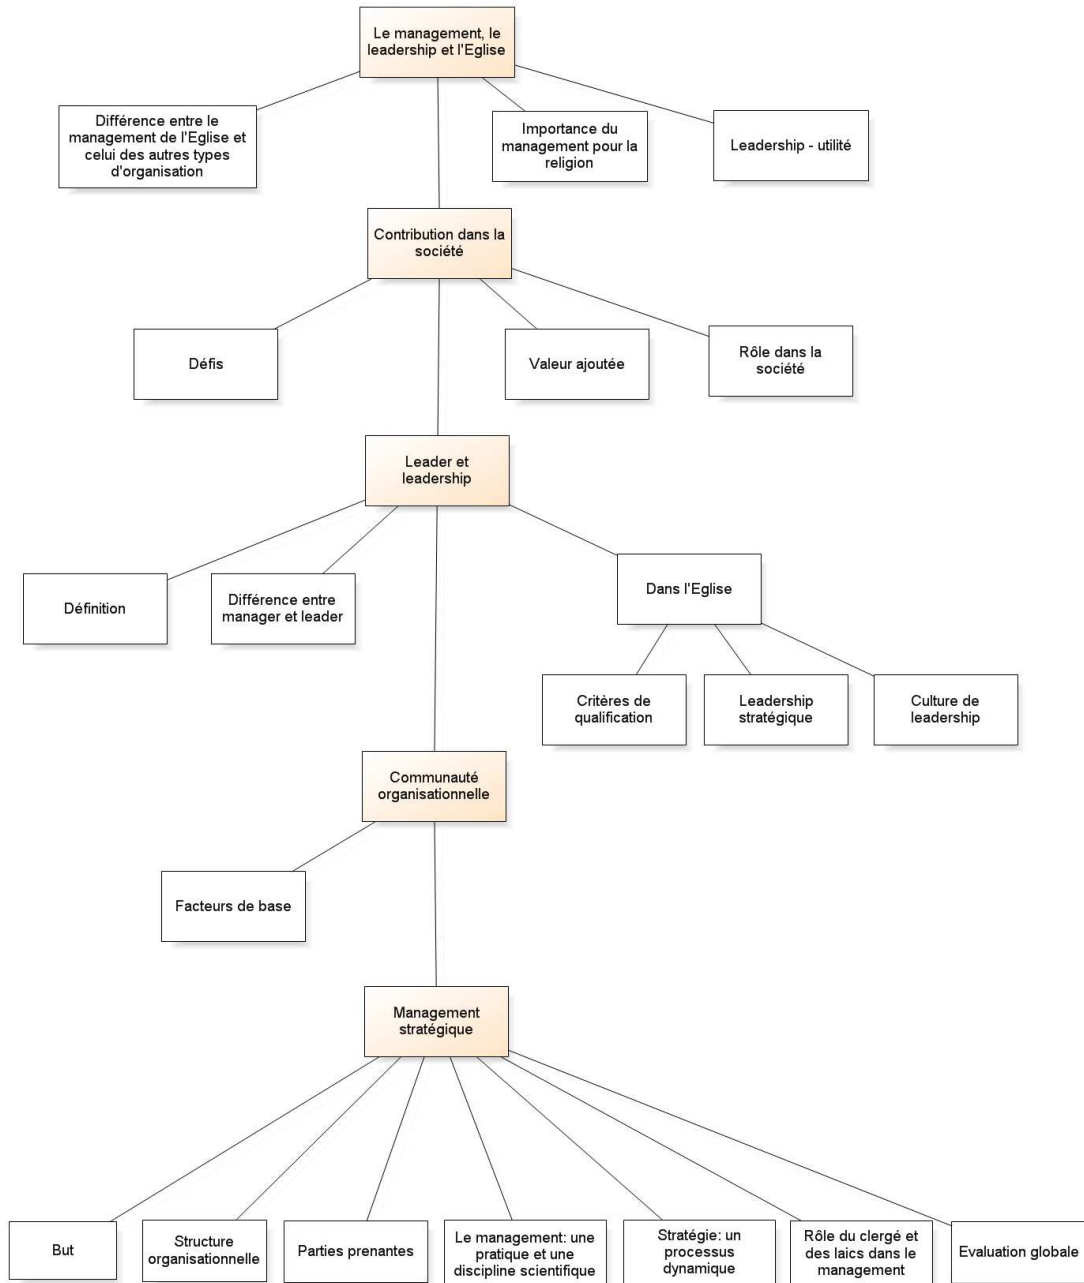 Le management, le
leadership et l'Eglise
Différence entre le
management de l'Eglise et
celui des autres types
d'organisation
Importance du
management pour la
religion
Leadership - utilité
Contribution dans la
société
Défis
Valeur ajoutée
Rôle dans la
société
Leader et
leadership
Définition
Différence entre
manager et leader
Dans l'Eglise
Critères de
qualification
Leadership
stratégique
Culture de
leadership
Communauté
organisationnelle
Facteurs de base
Management
stratégique
But
Structure
organisationnelle
Parties prenantes
Le management: une
pratique et une
discipline scientifique
Stratégie: un
processus
dynamique
Rôle du clergé et
des laics dans le
management
Evaluation globale